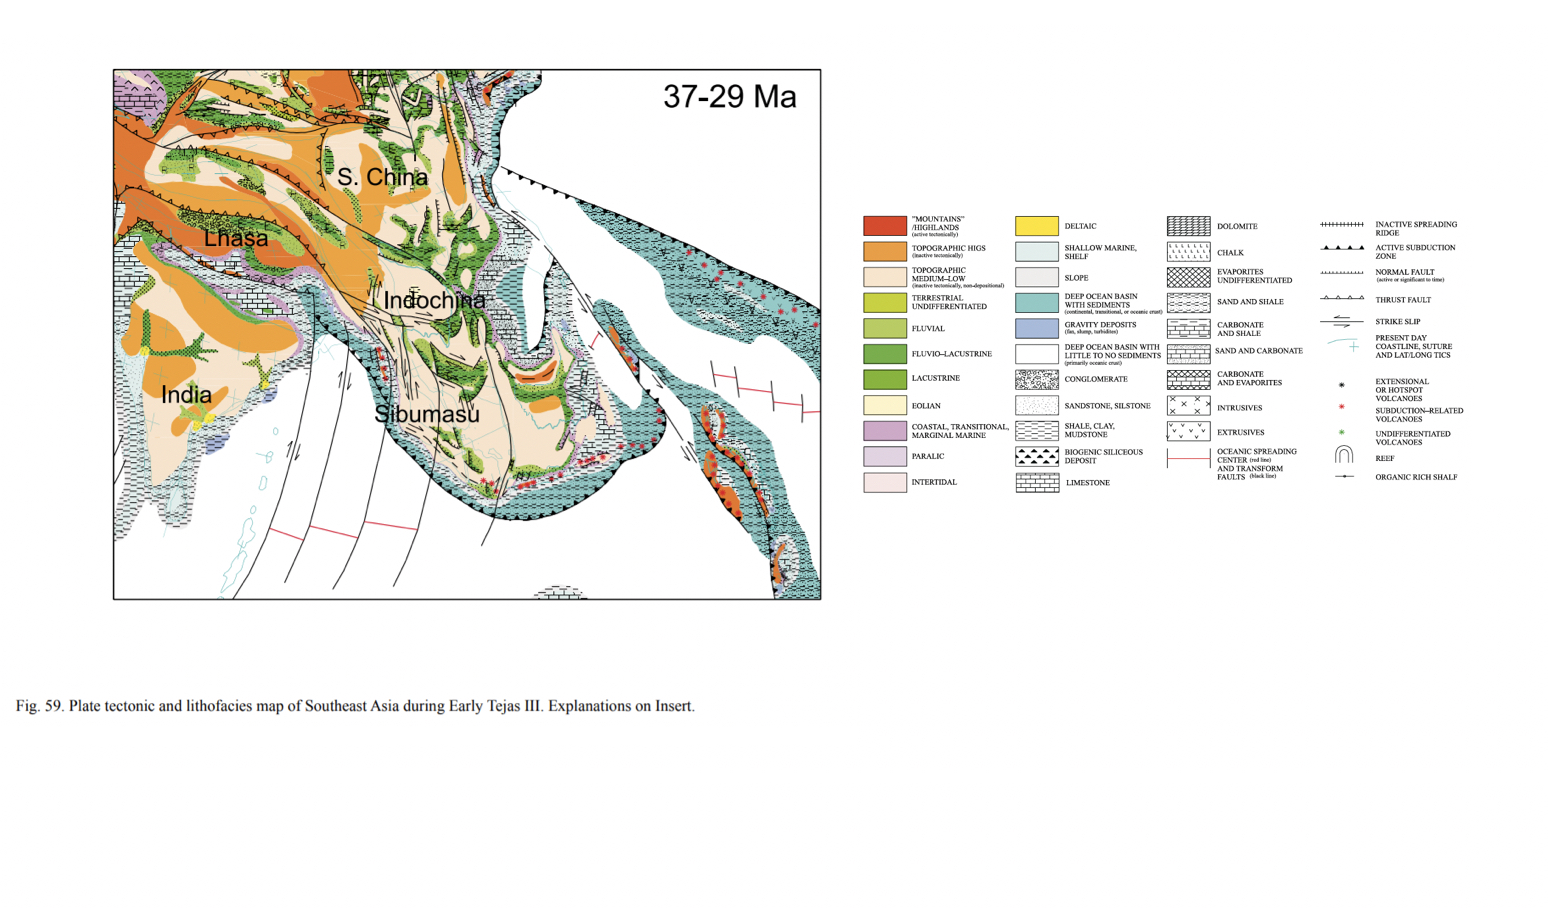 37-29 Ma
S. China
Lhasa
Indochina
India
Sibumasu
"MOUNTAINS"
/HIGHLANDS
(active tectonically)
TOPOGRAPHIC HIGS
(inactive tectonically)
TOPOGRAPHIC
MEDIUM-LOW
(inactive tectonically, non-depositional)
TERRESTRIAL
UNDIFFERENTIATED
FLUVIAL
FLUVIO-LACUSTRINE
LACUSTRINE
EOLIAN
COASTAL, TRANSITIONAL,
MARGINAL MARINE
PARALIC
INTERTIDAL
DELTAIC
SHALLOW MARINE,
SHELF
SLOPE
DEEP OCEAN BASIN
WITH SEDIMENTS
(continental, transitional, or oceanic crust)
GRAVITY DEPOSITS
(fan, slump, turbidites)
DEEP OCEAN BASIN WITH
LITTLE TO NO SEDIMENTS
(primarily oceanic crust)
CONGLOMERATE
SANDSTONE, SILSTONE
SHALE, CLAY,
MUDSTONE
BIOGENIC SILICEOUS
DEPOSIT
LIMESTONE
DOLOMITE
CHALK
EVAPORITES
UNDIFFERENTIATED
SAND AND SHALE
CARBONATE
AND SHALE
SAND AND CARBONATE
CARBONATE
AND EVAPORITES
INTRUSIVES
EXTRUSIVES
OCEANIC SPREADING
CENTER (red line)
AND TRANSFORM
FAULTS (black line)
INACTIVE SPREADING
RIDGE
ACTIVE SUBDUCTION
ZONE
NORMAL FAULT
(active or significant to time)
THRUST FAULT
STRIKE SLIP
PRESENT DAY
COASTLINE, SUTURE
AND LAT/LONG TICS
EXTENSIONAL
OR HOTSPOT
VOLCANOES
SUBDUCTION-RELATED
VOLCANOES
UNDIFFERENTIATED
VOLCANOES
REEF
ORGANIC RICH SHALF
Fig. 59. Plate tectonic and lithofacies map of Southeast Asia during Early Tejas III. Explanations on Insert.